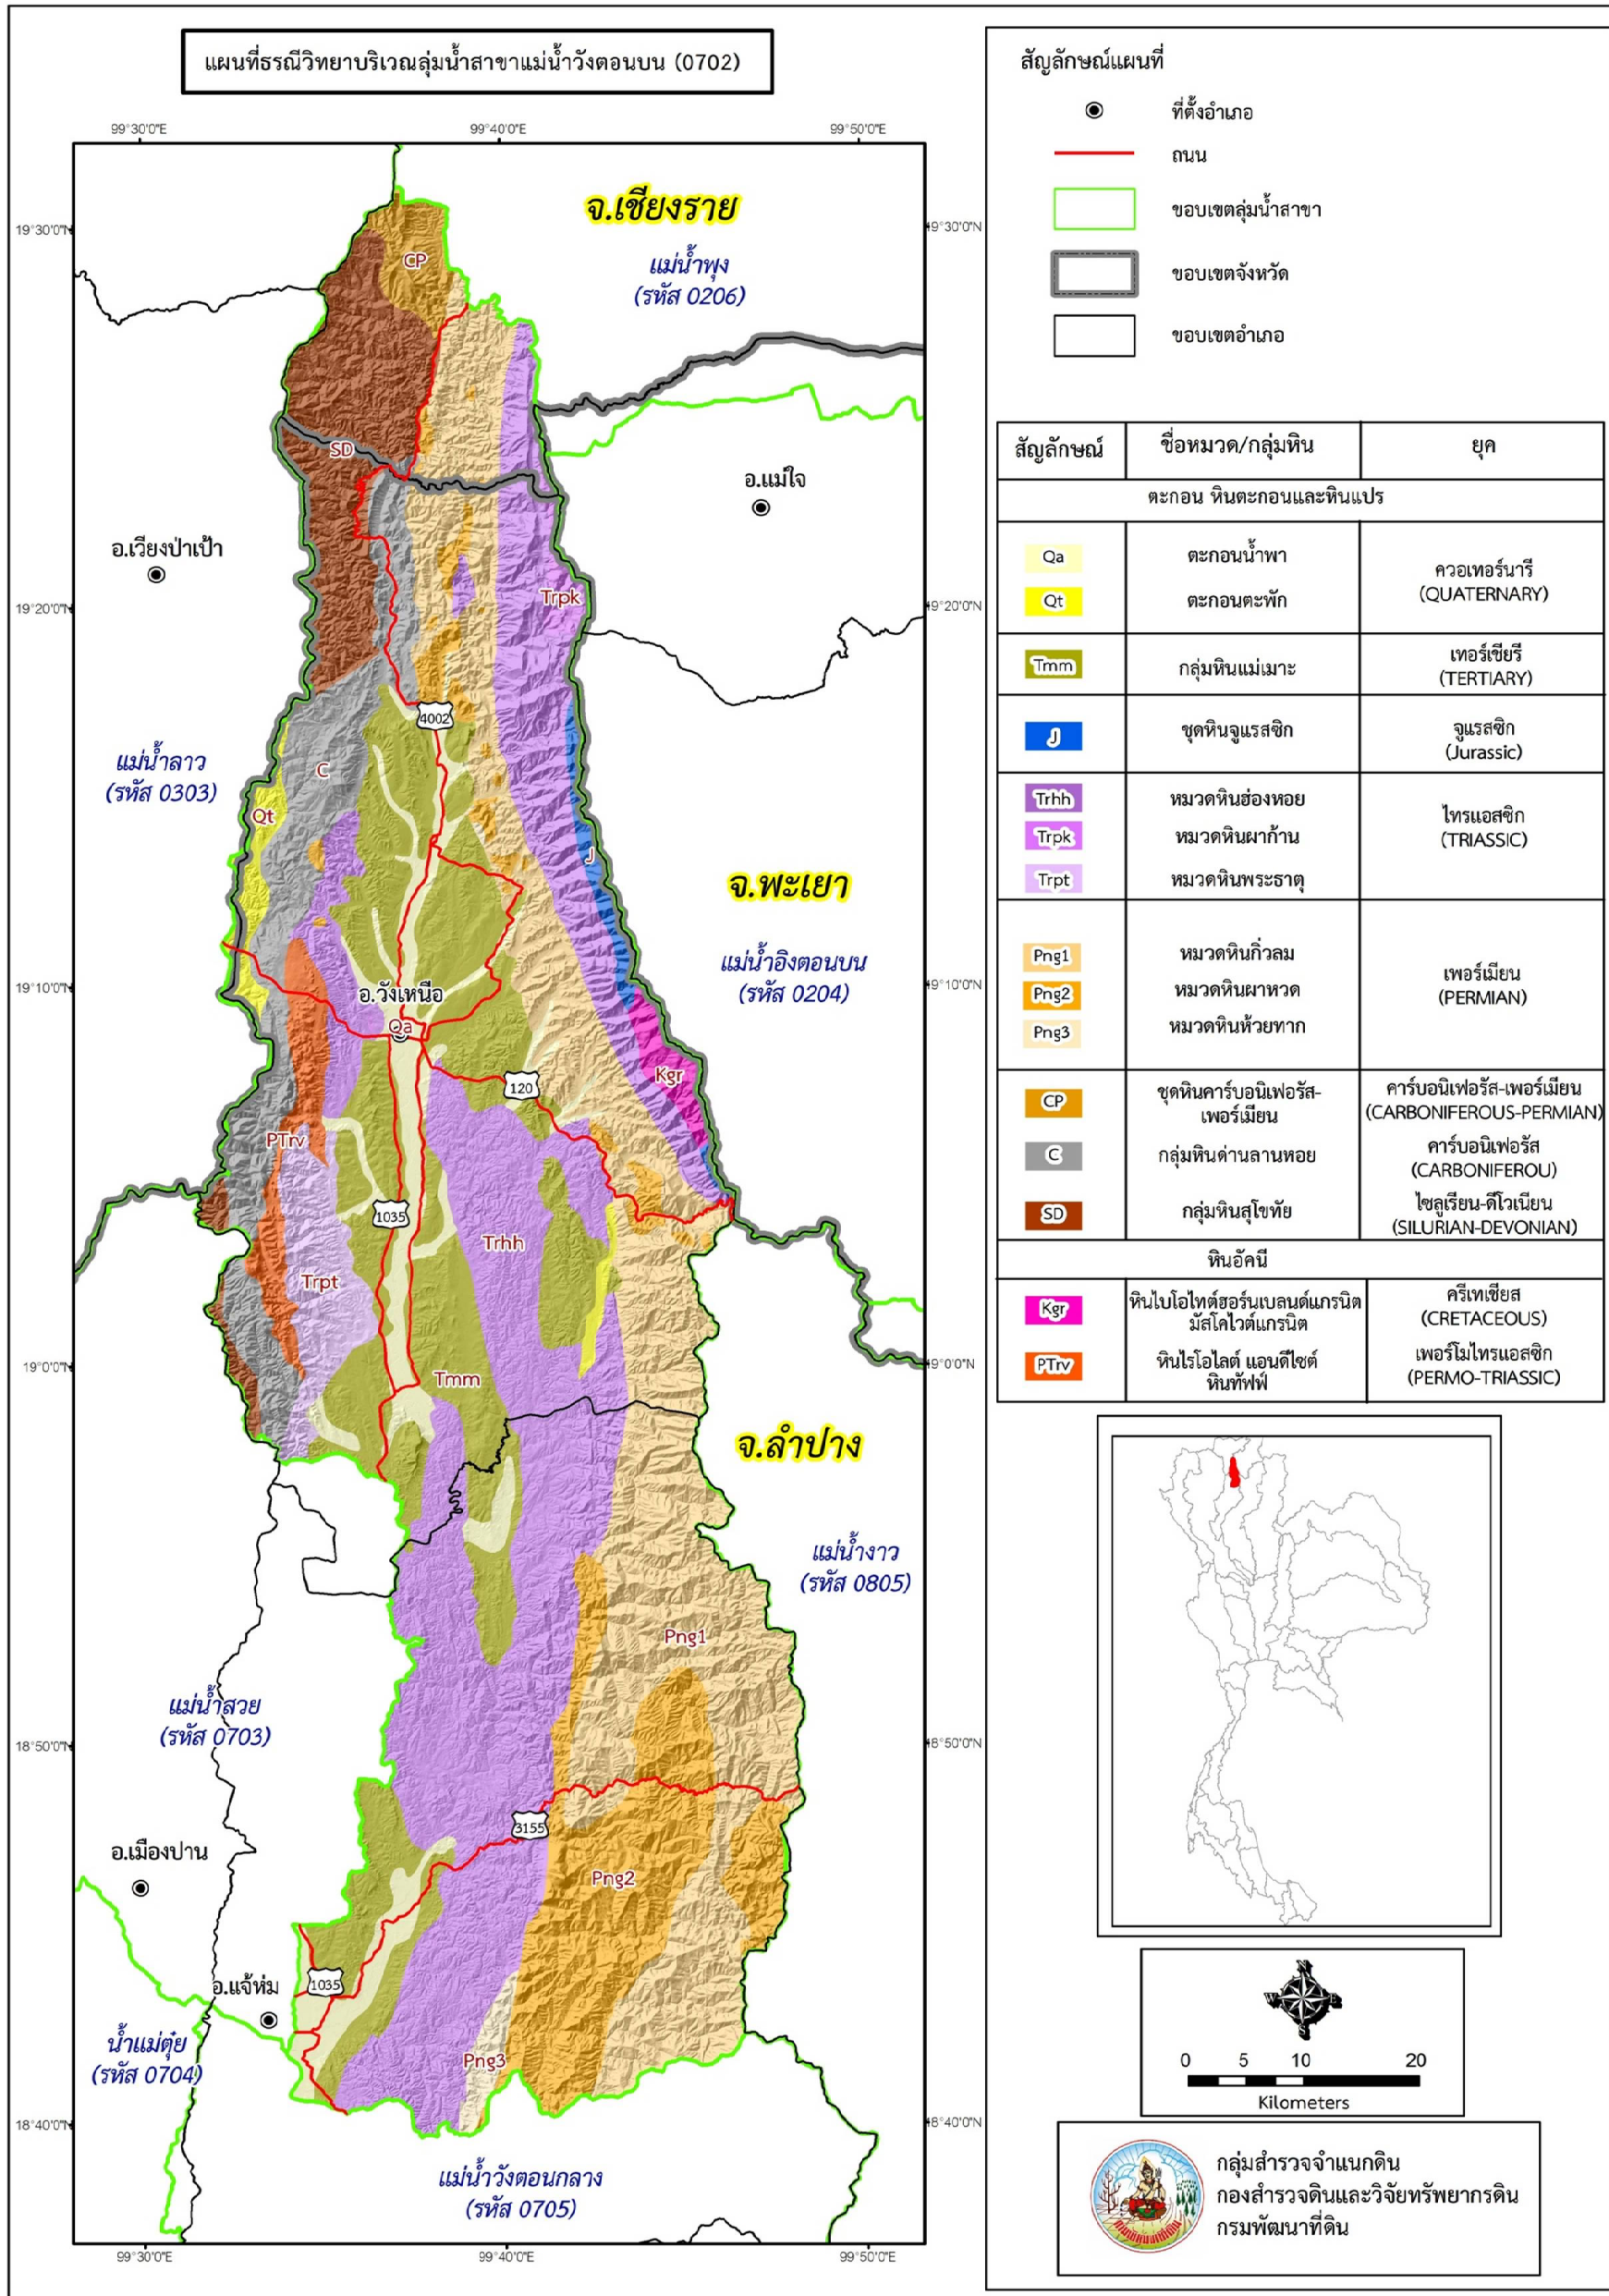 แผนที่ธรณีวิทยาบริเวณลุ่มน้ำสาขาแม่น้ำวังตอนบน (0702)
99°30'0"E
99°40'0"E
99°50'0"E
19°30'0"N
19°30'0"N
19°20'0"N
19°20'0"N
19°10'0"N
19°10'0"N
19°0'0"N
19°0'0"N
18°50'0"N
18°50'0"N
18°40'0"N
18°40'0"N
99°30'0"E
99°40'0"E
99°50'0"E
จ.เชียงราย
แม่น้ำพุง
(รหัส 0206)
CP
SD
อ.แม่ใจ
อ.เวียงป่าเป้า
Trpk
4002
แม่น้ำลาว
(รหัส 0303)
C
Qt
J
จ.พะเยา
แม่น้ำอิงตอนบน
(รหัส 0204)
อ.วังเหนือ
Qa
120
Kgr
PTrv
1035
Trhh
Trpt
Tmm
จ.ลำปาง
แม่น้ำงาว
(รหัส 0805)
Png1
แม่น้ำสวย
(รหัส 0703)
3155
อ.เมืองปาน
Png2
1035
อ.แจ้ห่ม
น้ำแม่ตุ๋ย
(รหัส 0704)
Png3
แม่น้ำวังตอนกลาง
(รหัส 0705)
สัญลักษณ์แผนที่
ที่ตั้งอำเภอ
ถนน
ขอบเขตลุ่มน้ำสาขา
ขอบเขตจังหวัด
ขอบเขตอำเภอ
สัญลักษณ์ ชื่อหมวด/กลุ่มหิน ยุค
ตะกอน หินตะกอนและหินแปร
Qa ตะกอนน้ำพา
Qt ตะกอนตะพัก
ควอเทอร์นารี
(QUATERNARY)
Tmm กลุ่มหินแม่เมาะ
เทอร์เชียรี
(TERTIARY)
J ชุดหินจูแรสซิก
จูแรสซิก
(Jurassic)
Trhh หมวดหินฮ่องหอย
Trpk หมวดหินผาก้าน
Trpt หมวดหินพระธาตุ
ไทรแอสซิก
(TRIASSIC)
Png1 หมวดหินกิ่วลม
Png2 หมวดหินผาหวด
Png3 หมวดหินห้วยทาก
เพอร์เมียน
(PERMIAN)
CP ชุดหินคาร์บอนิเฟอรัส-
เพอร์เมียน
คาร์บอนิเฟอรัส-เพอร์เมียน
(CARBONIFEROUS-PERMIAN)
C กลุ่มหินด่านลานหอย
คาร์บอนิเฟอรัส
(CARBONIFEROU)
SD กลุ่มหินสุโขทัย
ไซลูเรียน-ดีโวเนียน
(SILURIAN-DEVONIAN)
หินอัคนี
Kgr หินไบโอไทต์ฮอร์นเบลนด์แกรนิต
มัสโคไวต์แกรนิต
ครีเทเชียส
(CRETACEOUS)
PTrv หินไรโอไลต์ แอนดีไซต์
หินทัฟฟ์
เพอร์โมไทรแอสซิก
(PERMO-TRIASSIC)
N
W E
S
0 5 10 20
Kilometers
กลุ่มสำรวจจำแนกดิน
กองสำรวจดินและวิจัยทรัพยากรดิน
กรมพัฒนาที่ดิน